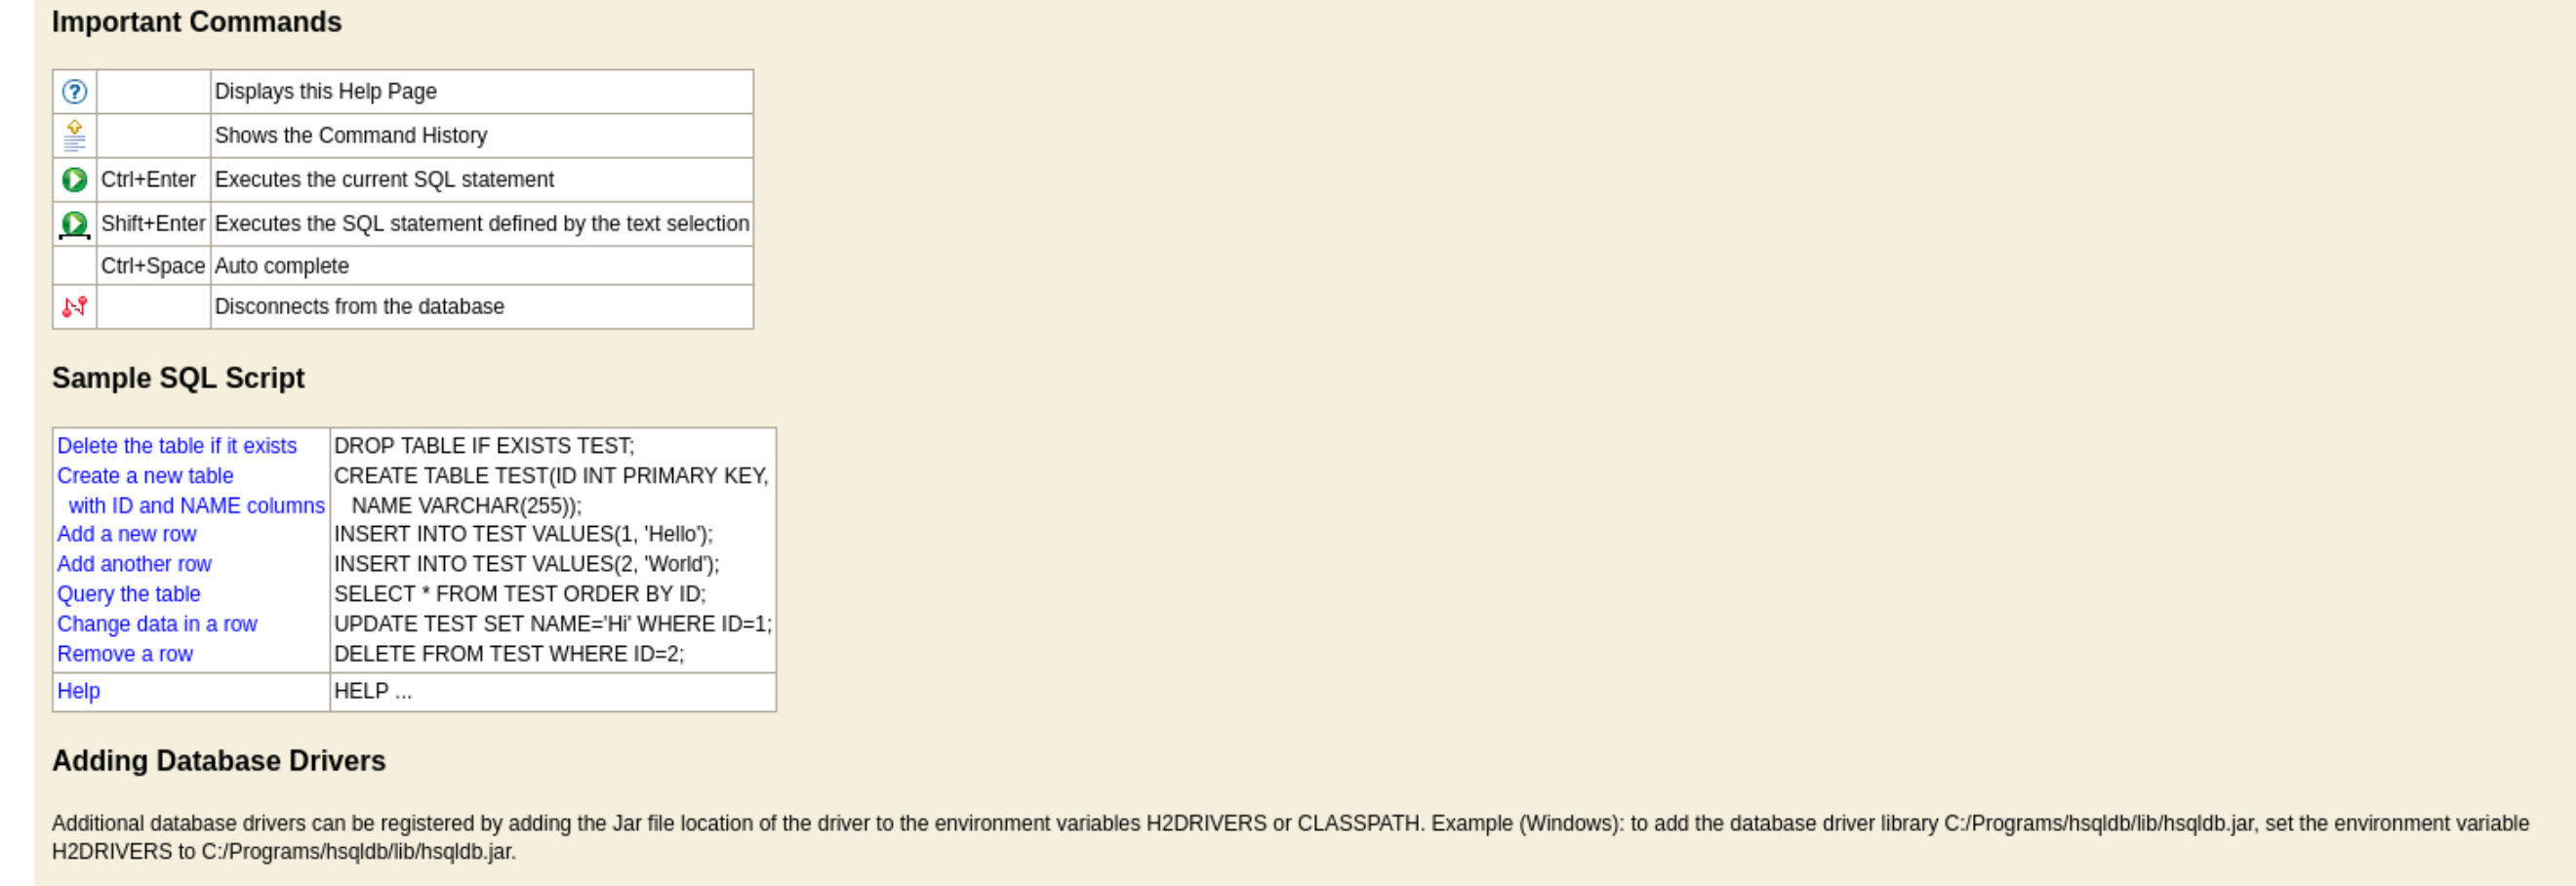 Important Commands
Displays this Help Page
Shows the Command History
Ctrl+Enter Executes the current SQL statement
Shift+Enter Executes the SQL statement defined by the text selection
Ctrl+Space Auto complete
Disconnects from the database
Sample SQL Script
Delete the table if it exists DROP TABLE IF EXISTS TEST;
Create a new table CREATE TABLE TEST(ID INT PRIMARY KEY,
with ID and NAME columns NAME VARCHAR(255));
Add a new row INSERT INTO TEST VALUES(1, 'Hello');
Add another row INSERT INTO TEST VALUES(2, 'World');
Query the table SELECT * FROM TEST ORDER BY ID;
Change data in a row UPDATE TEST SET NAME='Hi' WHERE ID=1;
Remove a row DELETE FROM TEST WHERE ID=2;
Help HELP ...
Adding Database Drivers
Additional database drivers can be registered by adding the Jar file location of the driver to the environment variables H2DRIVERS or CLASSPATH. Example (Windows): to add the database driver library C:/Programs/hsqldb/lib/hsqldb.jar, set the environment variable
H2DRIVERS to C:/Programs/hsqldb/lib/hsqldb.jar.